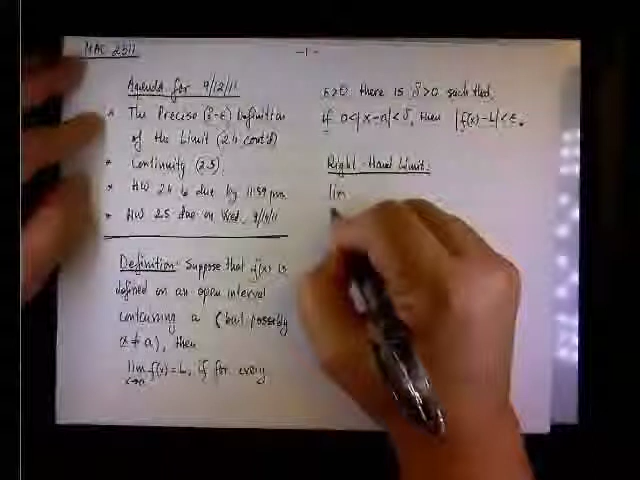 MAC 2311
-1-
Agenda for 9/12/11
* The Precise (δ-ε) Definition
of the Limit (2.4 cont'd)
* Continuity (2.5).
* HW 2.4 is due by 11:59 pm.
* HW 2.5 due on Wed, 9/14/11
Definition: Suppose that f(x) is
defined on an open interval
containing a (but possibly
x ≠ a), then
lim f(x) = L, if for every
x→a
ε>0 there is δ>0 such that
if 0<|x-a|<δ, then |f(x)-L|<ε.
Right-Hand Limit:
lim